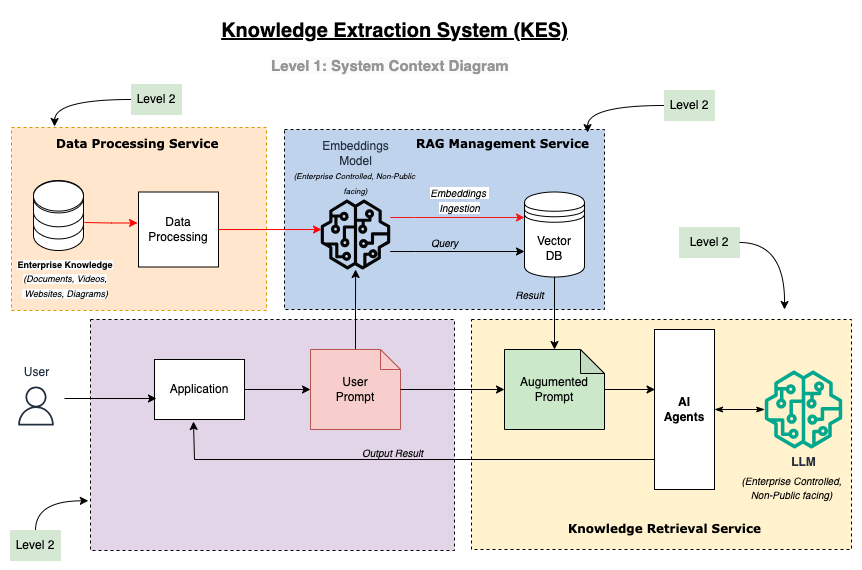 Knowledge Extraction System (KES)
Level 1: System Context Diagram
Level 2
Level 2
Data Processing Service
Enterprise Knowledge
(Documents, Videos,
Websites, Diagrams)
Data
Processing
Embeddings
Model
(Enterprise Controlled, Non-Public
facing)
RAG Management Service
Embeddings
Ingestion
Query
Vector
DB
Result
Level 2
User
Application
User
Prompt
Augumented
Prompt
AI
Agents
LLM
(Enterprise Controlled,
Non-Public facing)
Output Result
Knowledge Retrieval Service
Level 2